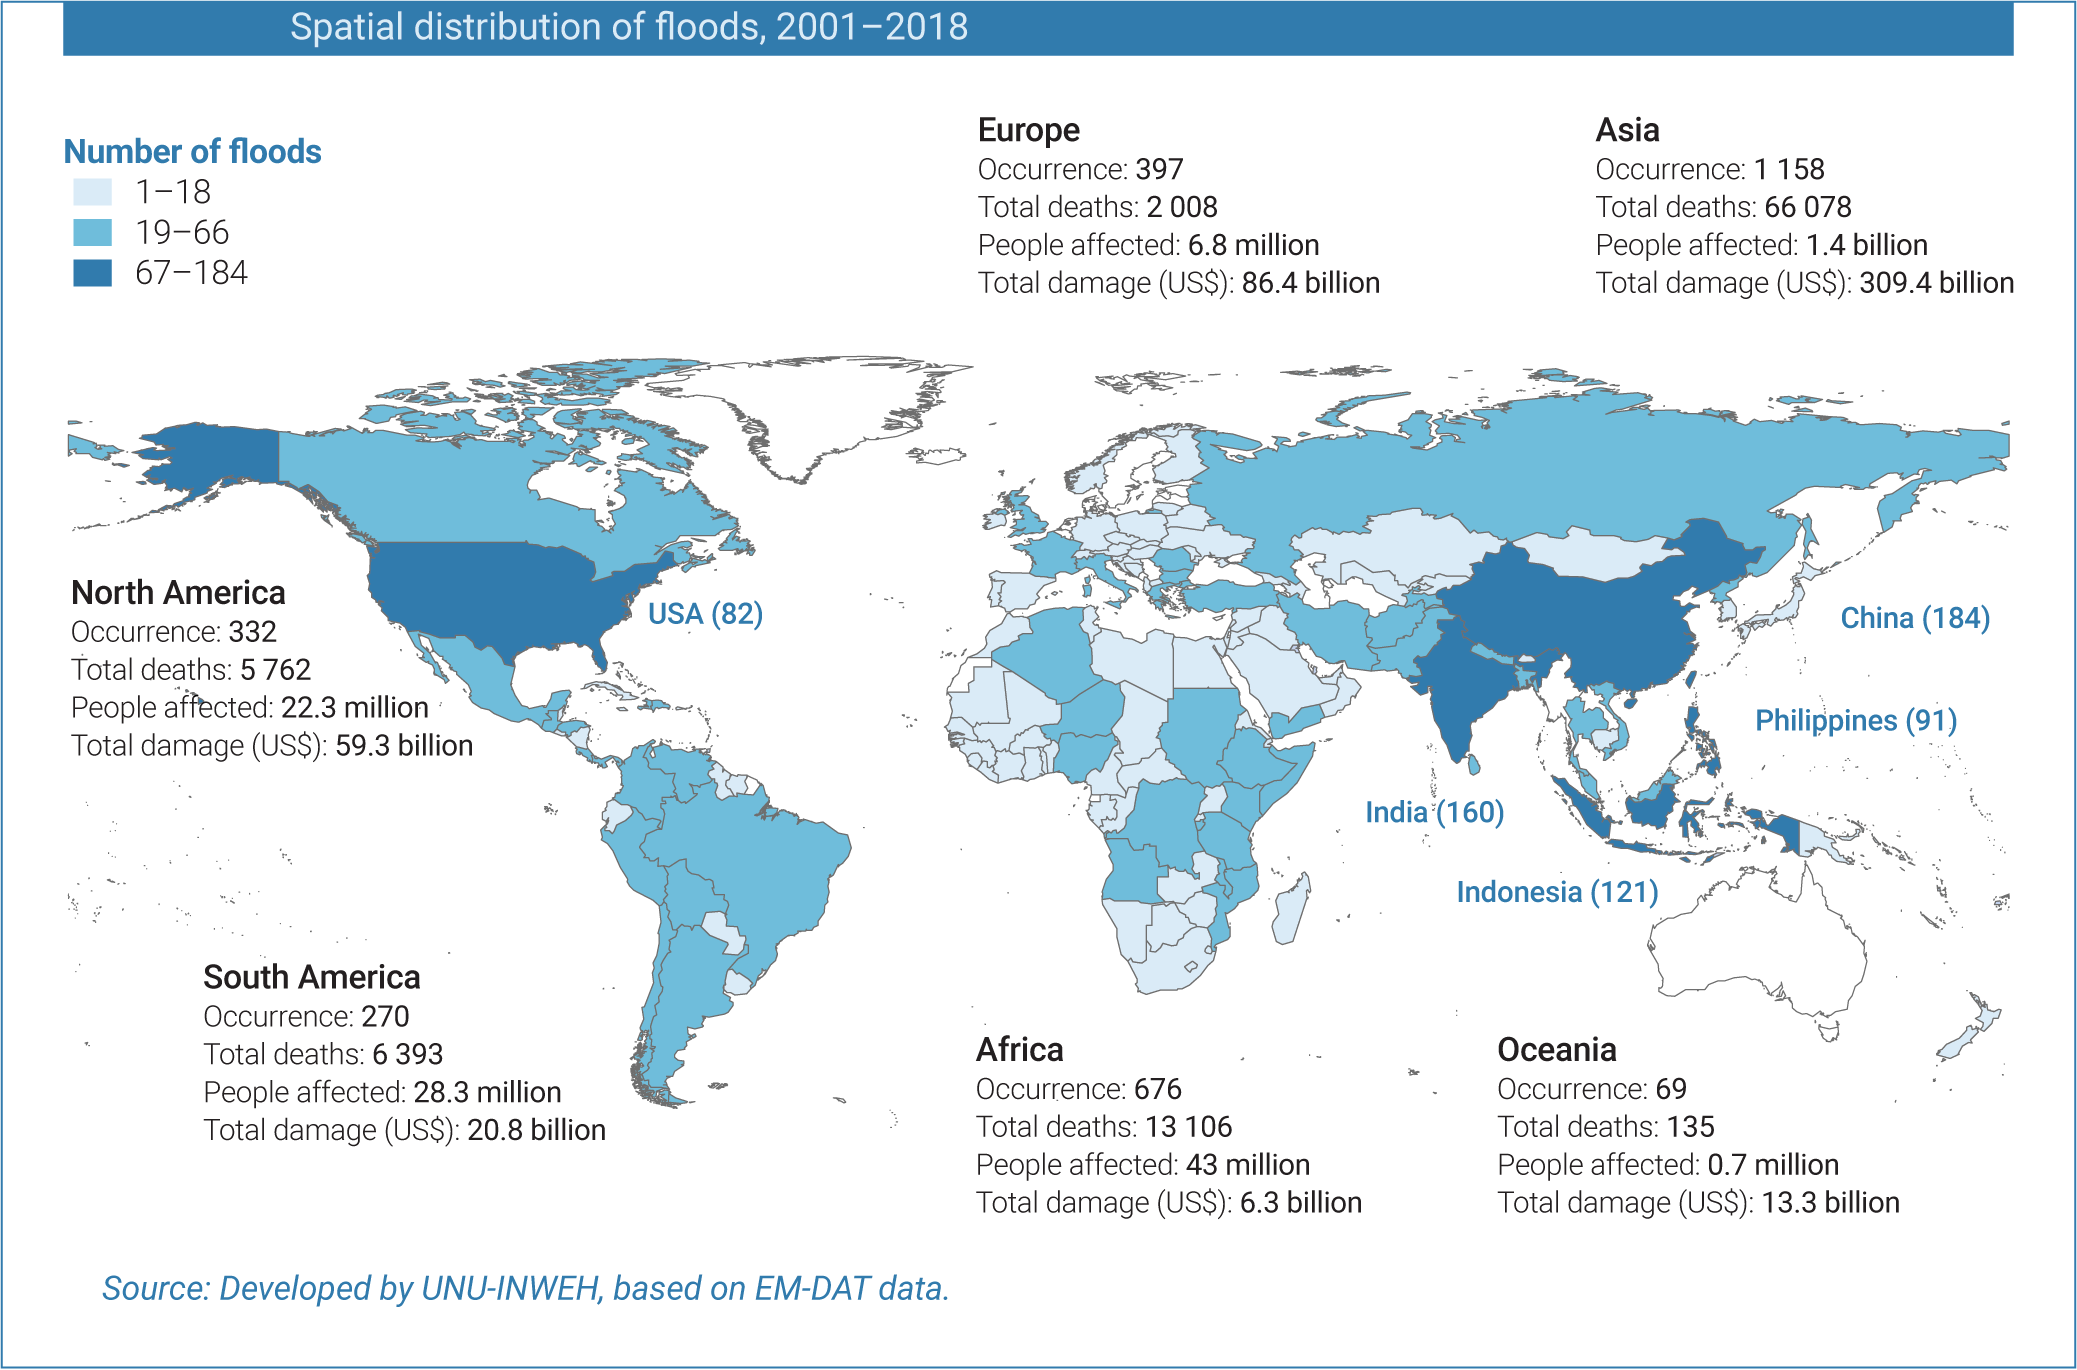 Spatial distribution of floods, 2001–2018
Number of floods
1–18
19–66
67–184
Europe
Occurrence: 397
Total deaths: 2 008
People affected: 6.8 million
Total damage (US$): 86.4 billion
Asia
Occurrence: 1 158
Total deaths: 66 078
People affected: 1.4 billion
Total damage (US$): 309.4 billion
North America
Occurrence: 332
Total deaths: 5 762
People affected: 22.3 million
Total damage (US$): 59.3 billion
USA (82)
China (184)
Philippines (91)
India (160)
Indonesia (121)
South America
Occurrence: 270
Total deaths: 6 393
People affected: 28.3 million
Total damage (US$): 20.8 billion
Africa
Occurrence: 676
Total deaths: 13 106
People affected: 43 million
Total damage (US$): 6.3 billion
Oceania
Occurrence: 69
Total deaths: 135
People affected: 0.7 million
Total damage (US$): 13.3 billion
Source: Developed by UNU-INWEH, based on EM-DAT data.